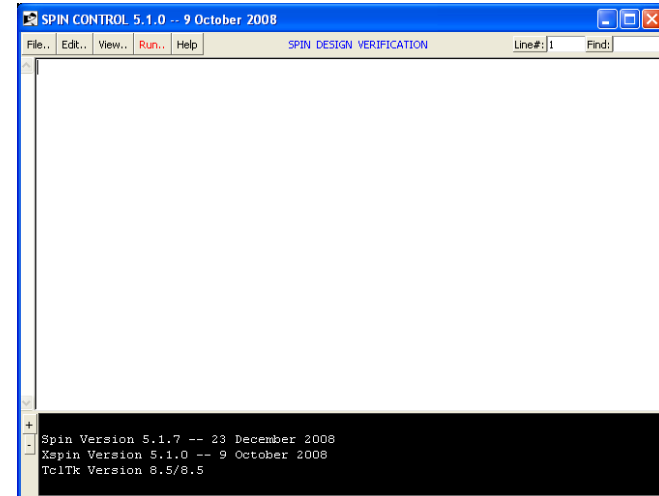 SPIN CONTROL 5.1.0 -- 9 October 2008
File.. Edit.. View.. Run.. Help SPIN DESIGN VERIFICATION Line#: 1 Find:
+
-
Spin Version 5.1.7 -- 23 December 2008
Xspin Version 5.1.0 -- 9 October 2008
TclTk Version 8.5/8.5